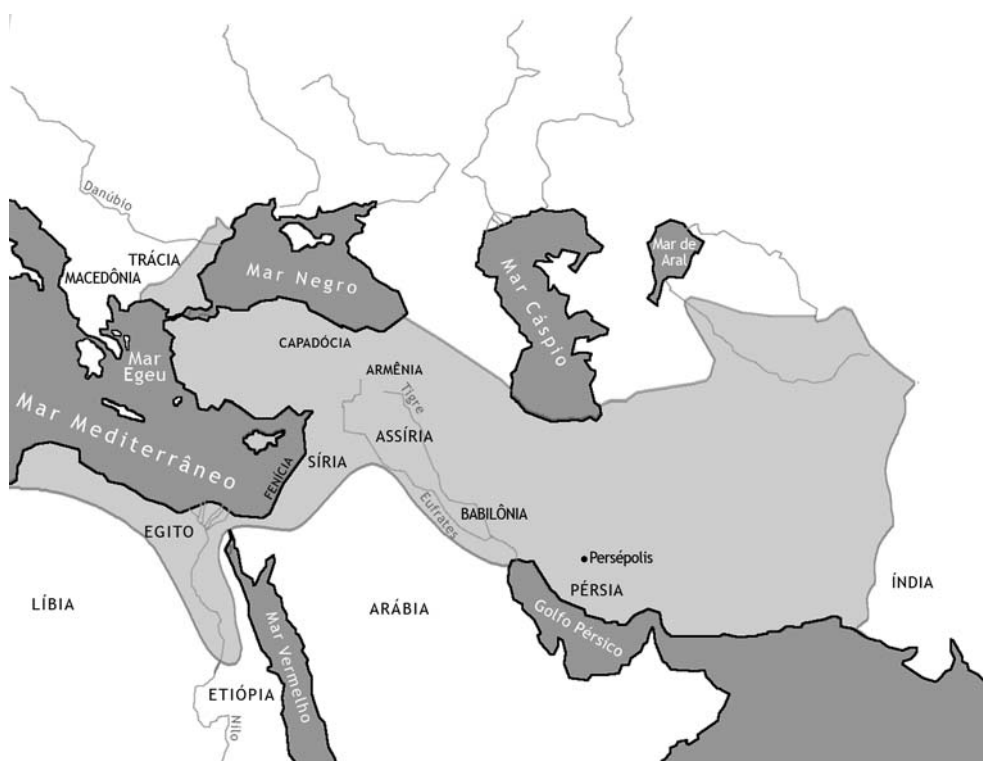 Danúbio
TRÁCIA
MACEDÔNIA
Mar Negro
Mar Cáspio
Mar de
Aral
CAPADÓCIA
Mar
Egeu
ARMÊNIA
Tigre
Mar Mediterrâneo
ASSÍRIA
SÍRIA
FENÍCIA
Eufrates
BABILÔNIA
EGITO
Persépolis
PÉRSIA
ÍNDIA
LÍBIA
ARÁBIA
Golfo Pérsico
Mar Vermelho
ETIÓPIA
Nilo